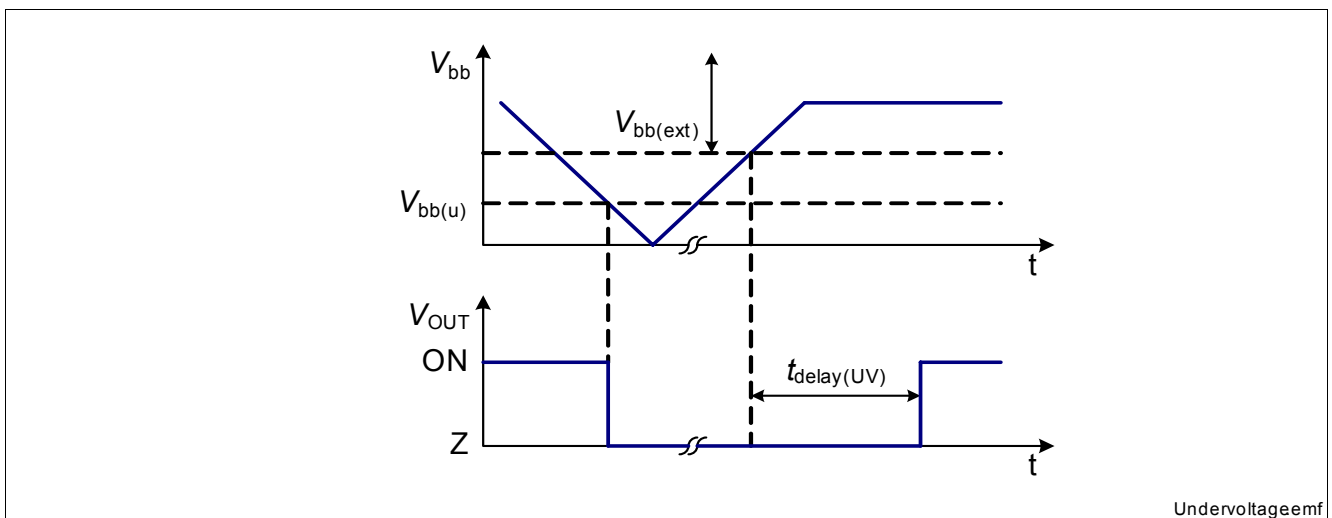 Vbb
Vbb(ext)
Vbb(u)
t
VOUT
ON
tdelay(UV)
Z
t
Undervoltageemf